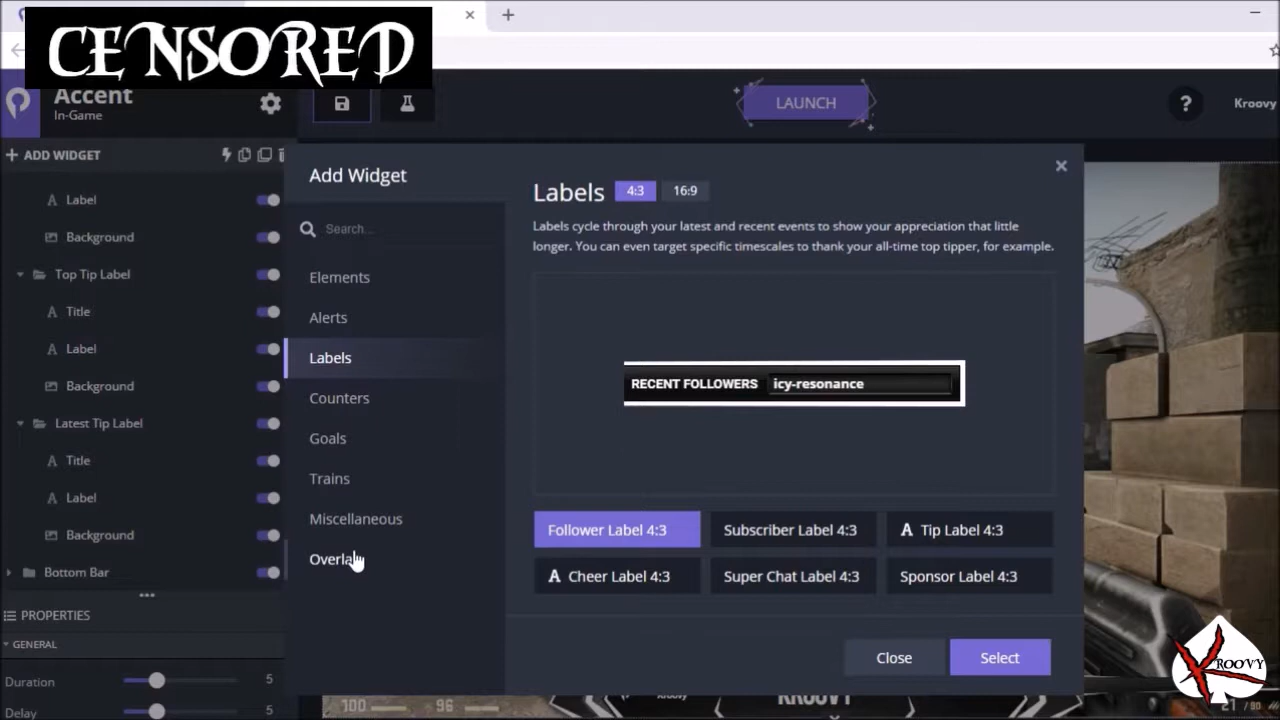 CENSORED
Accent
In-Game
LAUNCH
?
Kroovy
ADD WIDGET
Label
Background
Top Tip Label
Title
Label
Background
Latest Tip Label
Title
Label
Background
Bottom Bar
PROPERTIES
GENERAL
Duration
5
Delay
5
Add Widget
Search...
Elements
Alerts
Labels
Counters
Goals
Trains
Miscellaneous
Labels
4:3
16:9
Labels cycle through your latest and recent events to show your appreciation that little
longer. You can even target specific timescales to thank your all-time top tipper, for example.
RECENT FOLLOWERS icy-resonance
Follower Label 4:3
Subscriber Label 4:3
A Tip Label 4:3
A Cheer Label 4:3
Super Chat Label 4:3
Sponsor Label 4:3
Close
Select
100
96
KROOVY
21 / 90
KROOVY